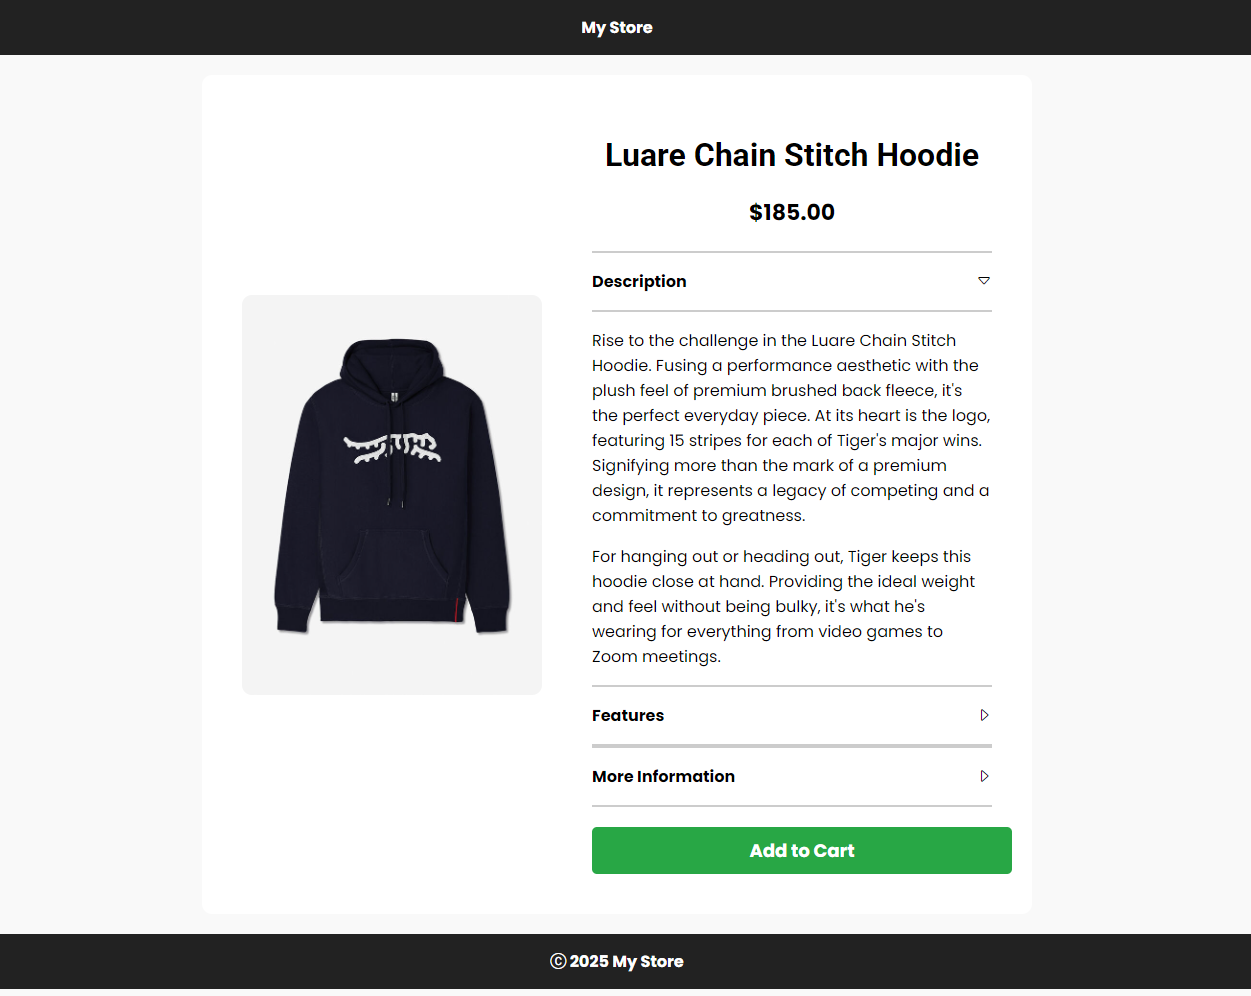 My Store
Luare Chain Stitch Hoodie
$185.00
Description
Rise to the challenge in the Luare Chain Stitch
Hoodie. Fusing a performance aesthetic with the
plush feel of premium brushed back fleece, it's
the perfect everyday piece. At its heart is the logo,
featuring 15 stripes for each of Tiger's major wins.
Signifying more than the mark of a premium
design, it represents a legacy of competing and a
commitment to greatness.
For hanging out or heading out, Tiger keeps this
hoodie close at hand. Providing the ideal weight
and feel without being bulky, it's what he's
wearing for everything from video games to
Zoom meetings.
Features
More Information
Add to Cart
© 2025 My Store